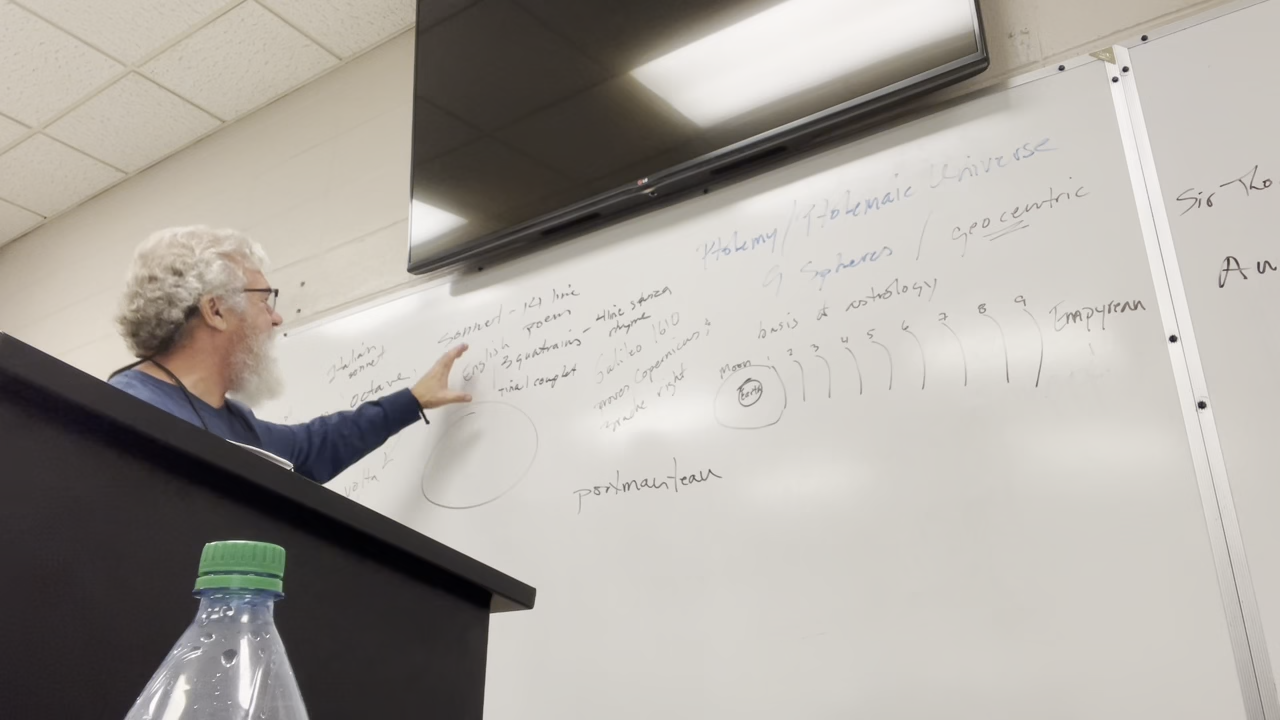 Italian
sonnet
octave
volta
Sonnet - 14 line
poem
English
3 quatrains - 4 line stanza
rhyme
final couplet
Galileo 1610
proves Copernicus
right
Ptolemy / Ptolemaic Universe
9 Spheres / geocentric
basis of astrology
Moon
Earth
1 2 3 4 5 6 7 8 9 Empyrean
portmanteau
Sir Tho